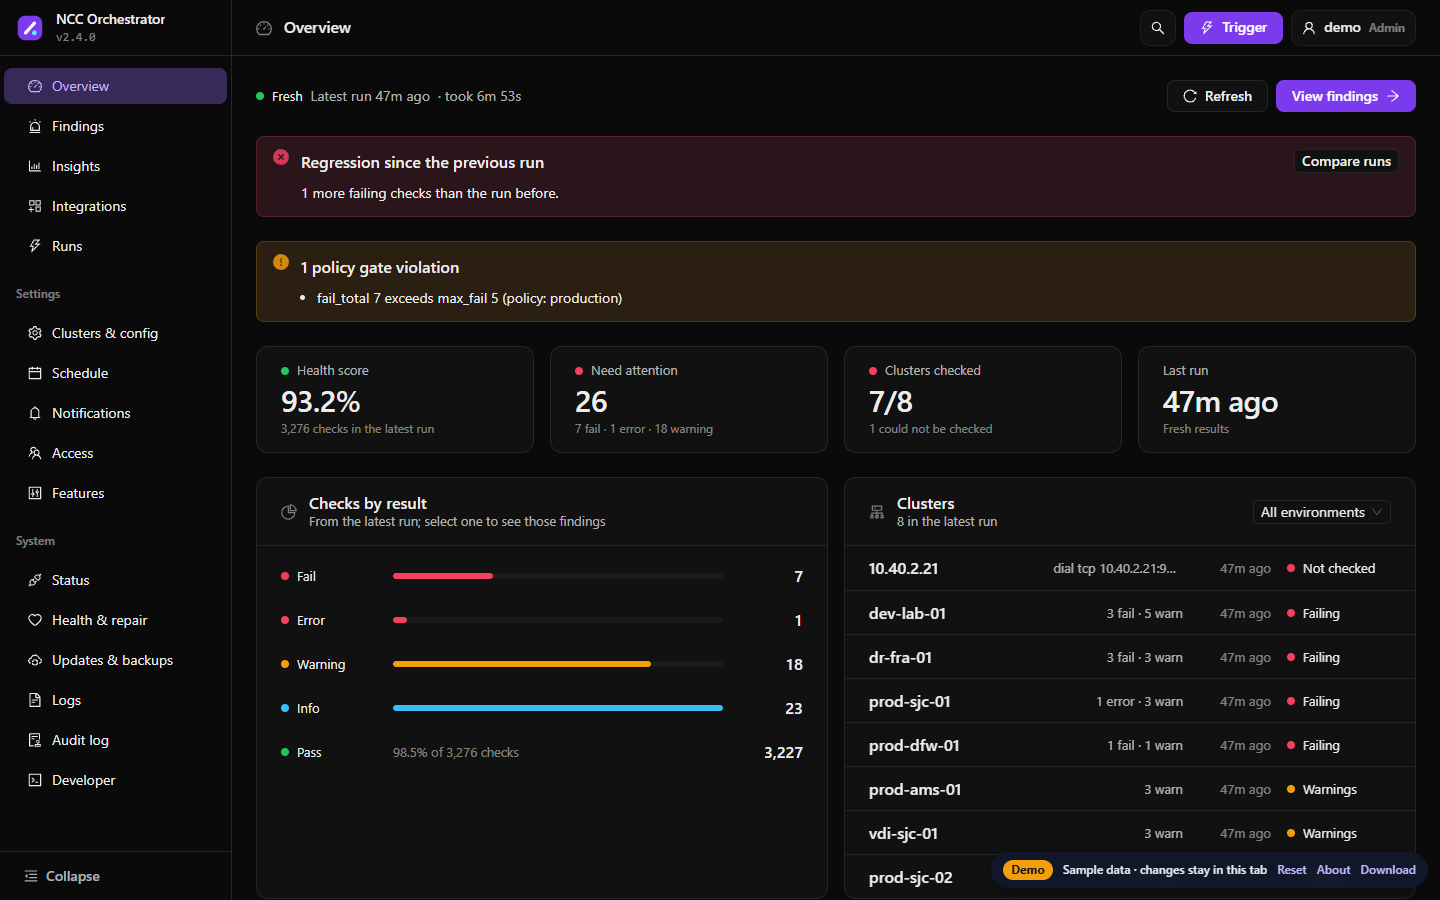 NCC Orchestrator
v2.4.0
Overview
Trigger
demo Admin
Overview
Findings
Insights
Integrations
Runs
Settings
Clusters & config
Schedule
Notifications
Access
Features
System
Status
Health & repair
Updates & backups
Logs
Audit log
Developer
Collapse
Fresh Latest run 47m ago · took 6m 53s
Refresh
View findings
Regression since the previous run
Compare runs
1 more failing checks than the run before.
1 policy gate violation
• fail_total 7 exceeds max_fail 5 (policy: production)
Health score
93.2%
3,276 checks in the latest run
Need attention
26
7 fail · 1 error · 18 warning
Clusters checked
7/8
1 could not be checked
Last run
47m ago
Fresh results
Checks by result
From the latest run; select one to see those findings
Fail 7
Error 1
Warning 18
Info 23
Pass 98.5% of 3,276 checks 3,227
Clusters
8 in the latest run
All environments
10.40.2.21 dial tcp 10.40.2.21:9... 47m ago Not checked
dev-lab-01 3 fail · 5 warn 47m ago Failing
dr-fra-01 3 fail · 3 warn 47m ago Failing
prod-sjc-01 1 error · 3 warn 47m ago Failing
prod-dfw-01 1 fail · 1 warn 47m ago Failing
prod-ams-01 3 warn 47m ago Warnings
vdi-sjc-01 3 warn 47m ago Warnings
prod-sjc-02
Demo Sample data · changes stay in this tab Reset About Download